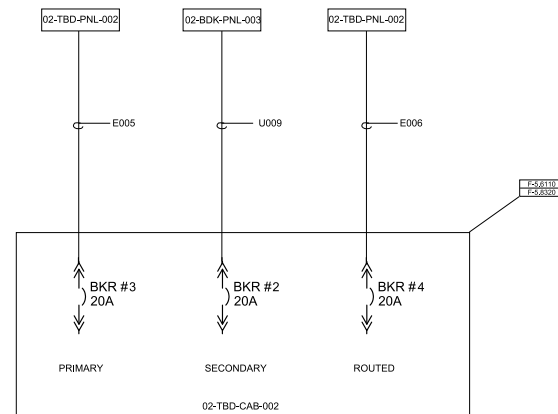 02-TBD-PNL-002
02-BDK-PNL-003
02-TBD-PNL-002
E005
U009
E006
F-5.6110
F-5.8320
BKR #3
20A
BKR #2
20A
BKR #4
20A
PRIMARY
SECONDARY
ROUTED
02-TBD-CAB-002